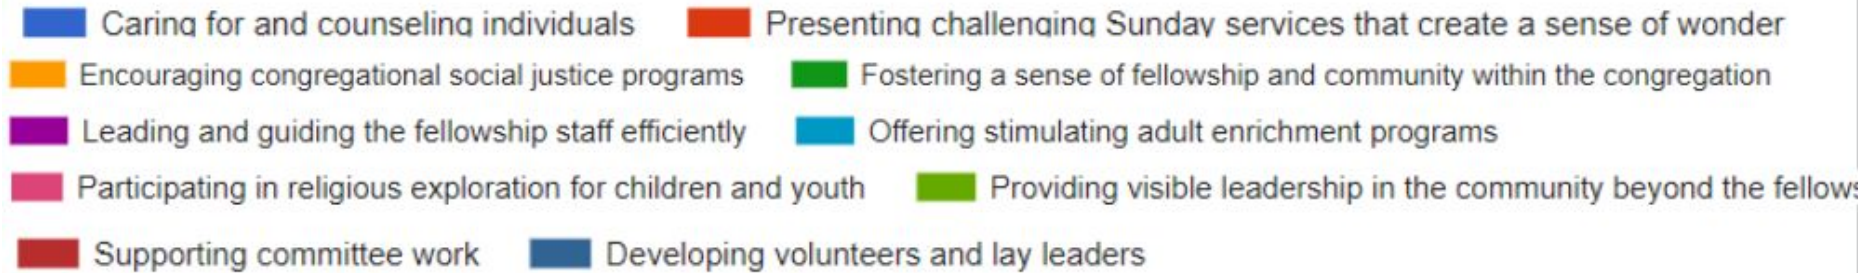 Caring for and counseling individuals Presenting challenging Sunday services that create a sense of wonder
Encouraging congregational social justice programs Fostering a sense of fellowship and community within the congregation
Leading and guiding the fellowship staff efficiently Offering stimulating adult enrichment programs
Participating in religious exploration for children and youth Providing visible leadership in the community beyond the fellows
Supporting committee work Developing volunteers and lay leaders